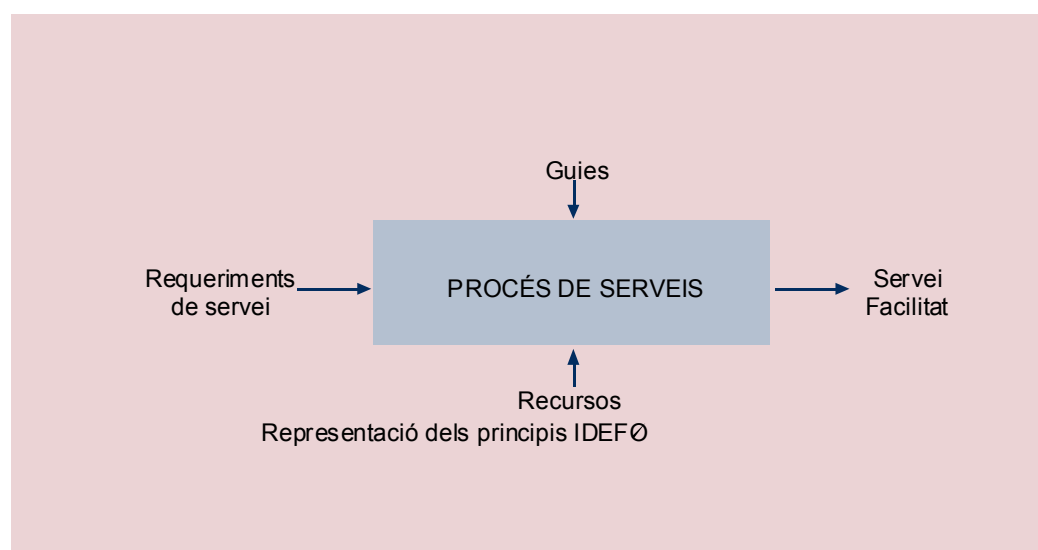 Guies
Requeriments
de servei
PROCÉS DE SERVEIS
Servei
Facilitat
Recursos
Representació dels principis IDEFØ